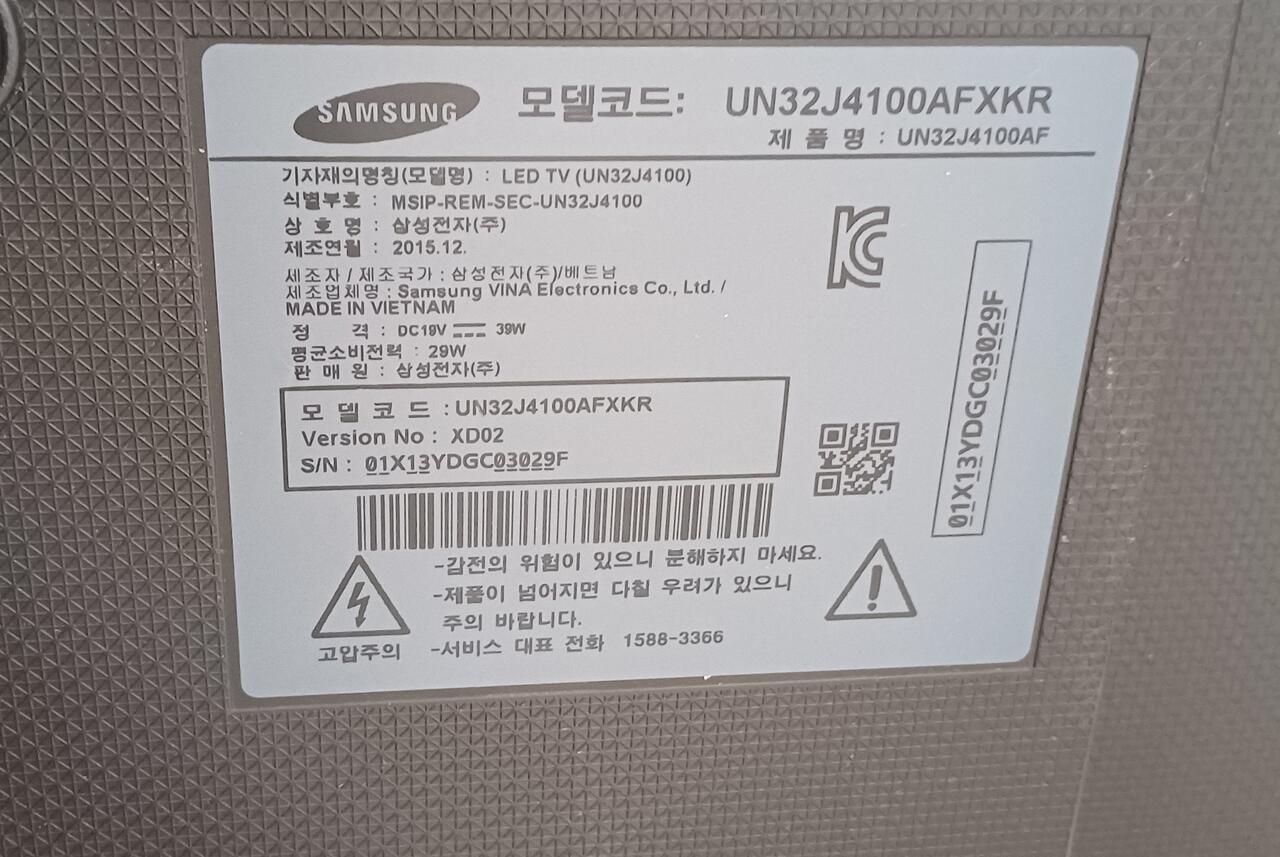 SAMSUNG 모델코드: UN32J4100AFXKR
제 품 명 : UN32J4100AF
기자재의명칭(모델명) : LED TV (UN32J4100)
식별부호 : MSIP-REM-SEC-UN32J4100
상 호 명 : 삼성전자(주)
제조연월 : 2015.12.
제조자 / 제조국가 : 삼성전자(주)/베트남
제조업체명 : Samsung VINA Electronics Co., Ltd. /
MADE IN VIETNAM
정 격 : DC19V 39W
평균소비전력 : 29W
판 매 원 : 삼성전자(주)
모 델 코 드 : UN32J4100AFXKR
Version No : XD02
S/N : 01X13YDGC03029F
01X13YDGC03029F
-감전의 위험이 있으니 분해하지 마세요.
-제품이 넘어지면 다칠 우려가 있으니
주의 바랍니다.
고압주의 -서비스 대표 전화 1588-3366